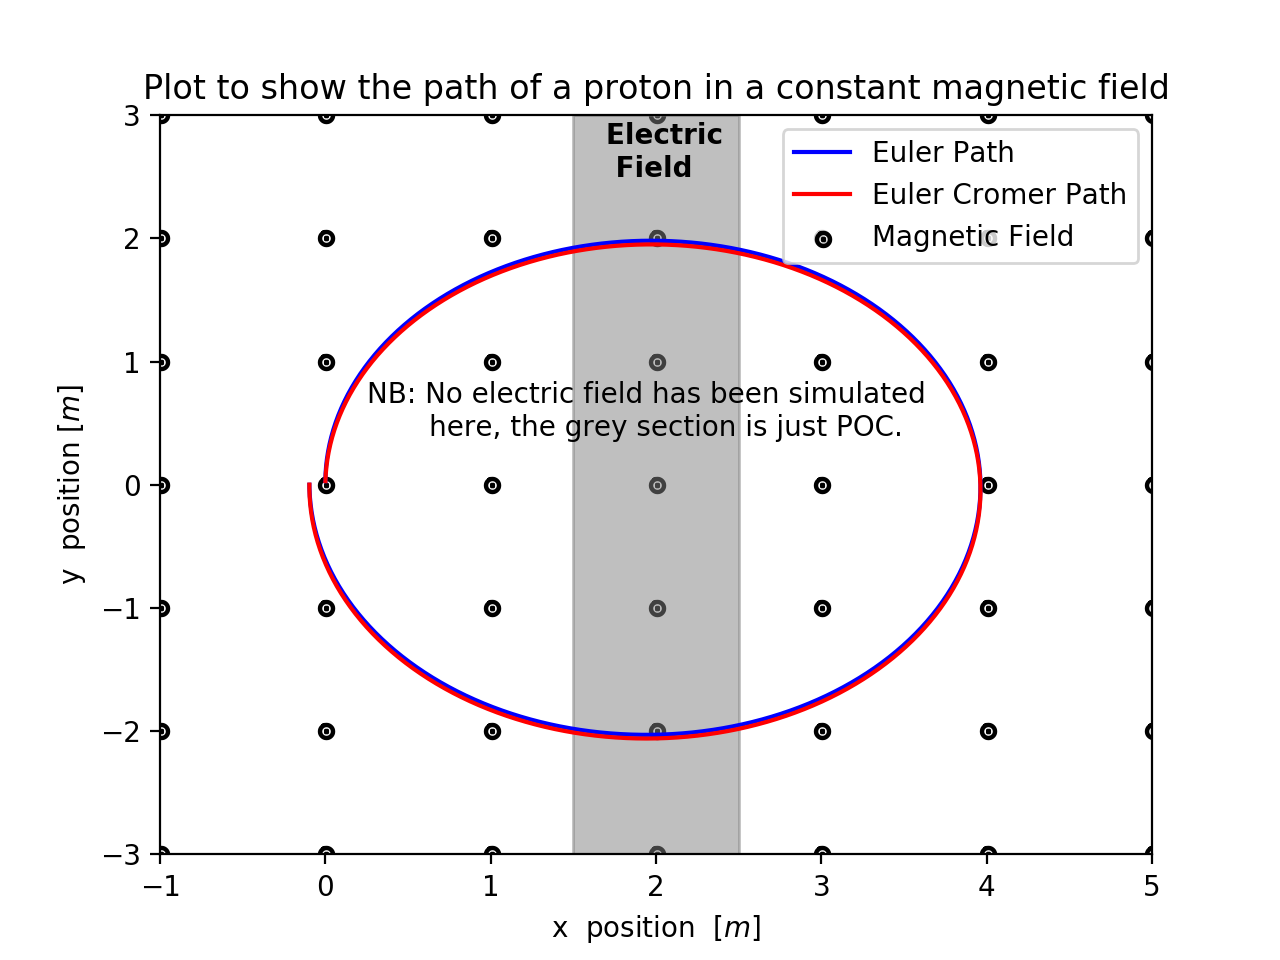 Plot to show the path of a proton in a constant magnetic field
Electric
Field
Euler Path
Euler Cromer Path
Magnetic Field
NB: No electric field has been simulated
here, the grey section is just POC.
y position [m]
3
2
1
0
−1
−2
−3
−1 0 1 2 3 4 5
x position [m]